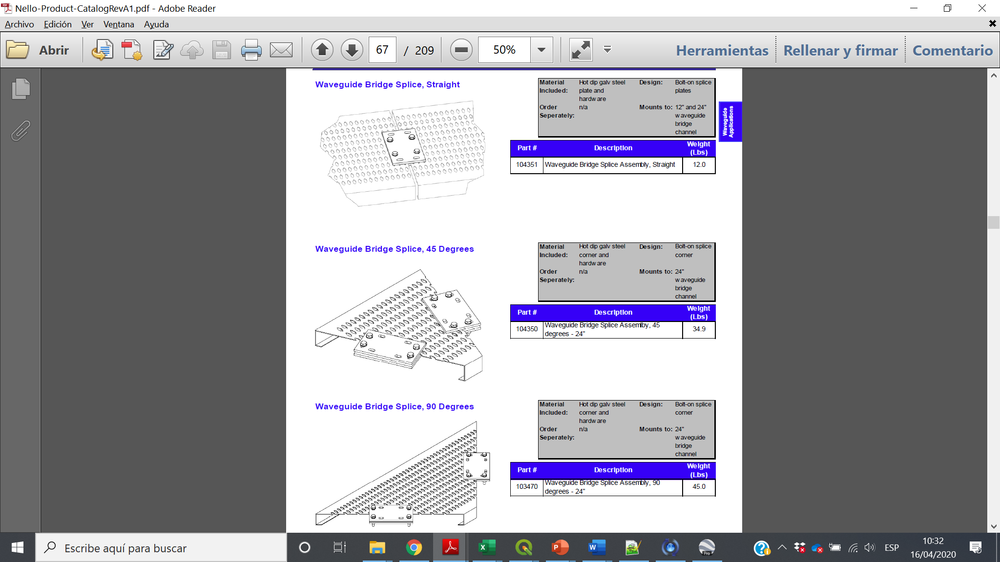 Nello-Product-CatalogRevA1.pdf - Adobe Reader
Archivo Edición Ver Ventana Ayuda
Abrir 67 / 209 50% Herramientas Rellenar y firmar Comentario
Waveguide Bridge Splice, Straight
Material Included: Hot dip galv steel plate and hardware Design: Bolt-on splice plates
Order Seperately: n/a Mounts to: 12" and 24" waveguide bridge channel
Waveguide Applications
Part # Description Weight (Lbs)
104351 Waveguide Bridge Splice Assembly, Straight 12.0
Waveguide Bridge Splice, 45 Degrees
Material Included: Hot dip galv steel corner and hardware Design: Bolt-on splice corner
Order Seperately: n/a Mounts to: 24" waveguide bridge channel
Part # Description Weight (Lbs)
104350 Waveguide Bridge Splice Assemlby, 45 degrees - 24" 34.9
Waveguide Bridge Splice, 90 Degrees
Material Included: Hot dip galv steel corner and hardware Design: Bolt-on splice corner
Order Seperately: n/a Mounts to: 24" waveguide bridge channel
Part # Description Weight (Lbs)
103470 Waveguide Bridge Splice Assembly, 90 degrees - 24" 45.0
Escribe aquí para buscar
Pro
ESP
10:32
16/04/2020